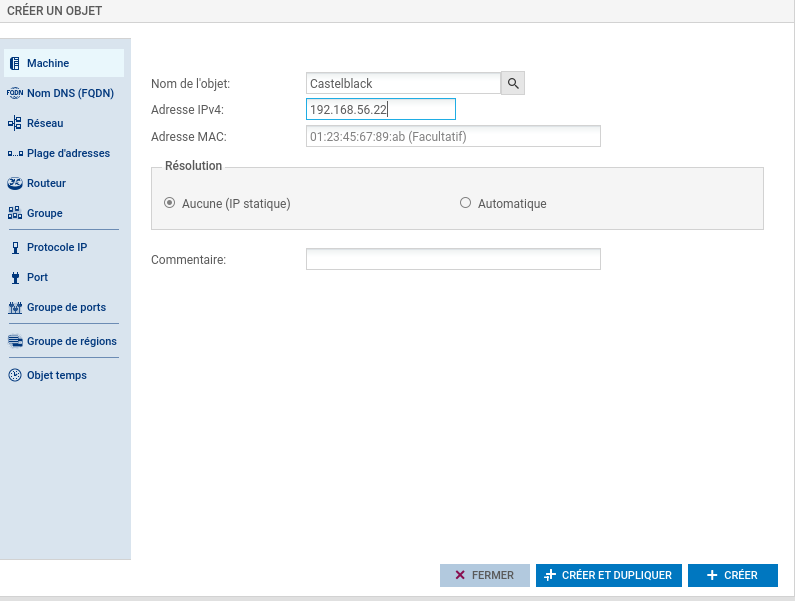 CRÉER UN OBJET
Machine
FQDN Nom DNS (FQDN)
Réseau
Plage d'adresses
Routeur
Groupe
Protocole IP
Port
Groupe de ports
Groupe de régions
Objet temps
Nom de l'objet: Castelblack
Adresse IPv4: 192.168.56.22
Adresse MAC: 01:23:45:67:89:ab (Facultatif)
Résolution
Aucune (IP statique) Automatique
Commentaire:
FERMER CRÉER ET DUPLIQUER CRÉER